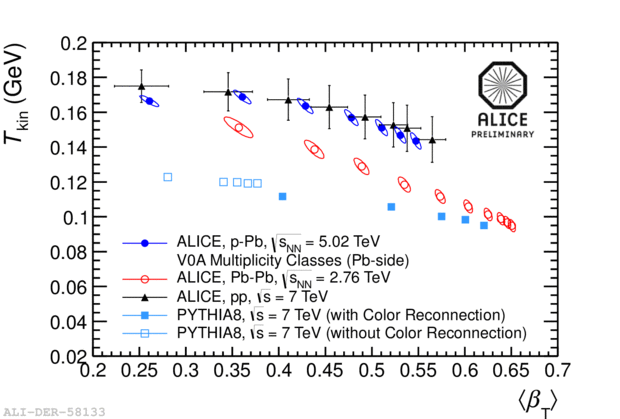 0.2
0.18
0.16
0.14
0.12
0.1
0.08
0.06
0.04
0.02
T_kin (GeV)
ALICE
PRELIMINARY
ALICE, p-Pb, √s_NN = 5.02 TeV
V0A Multiplicity Classes (Pb-side)
ALICE, Pb-Pb, √s_NN = 2.76 TeV
ALICE, pp, √s = 7 TeV
PYTHIA8, √s = 7 TeV (with Color Reconnection)
PYTHIA8, √s = 7 TeV (without Color Reconnection)
0.2 0.25 0.3 0.35 0.4 0.45 0.5 0.55 0.6 0.65 0.7
⟨β_T⟩
ALI-DER-58133